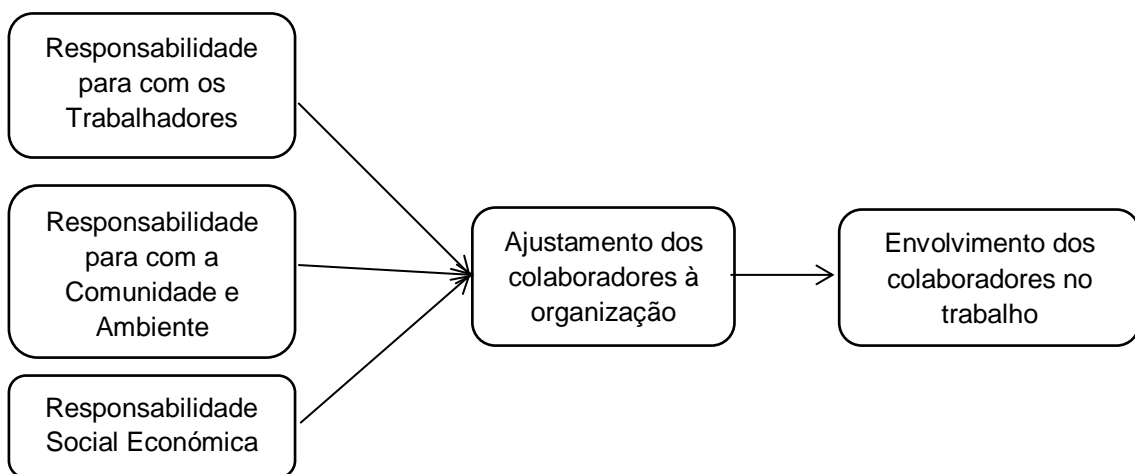 Responsabilidade
para com os
Trabalhadores
Responsabilidade
para com a
Comunidade e
Ambiente
Responsabilidade
Social Económica
Ajustamento dos
colaboradores à
organização
Envolvimento dos
colaboradores no
trabalho